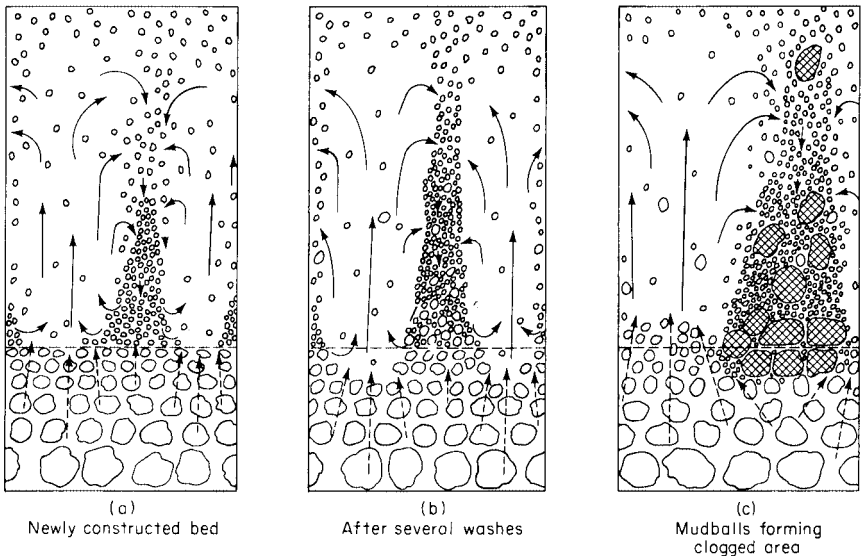 (a)
Newly constructed bed
(b)
After several washes
(c)
Mudballs forming
clogged area